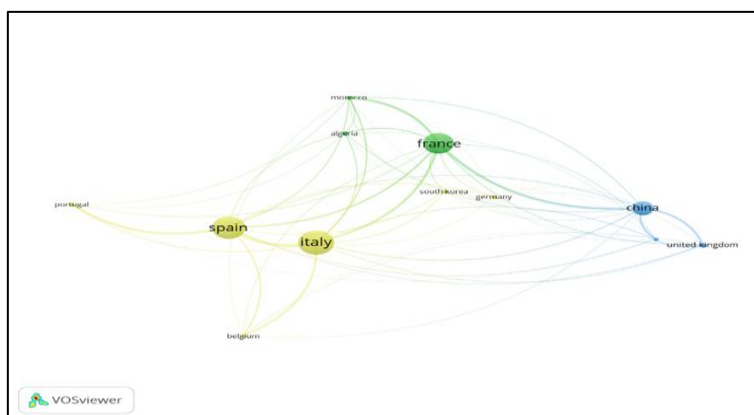 morocco
algeria
france
south korea
germany
portugal
china
spain
italy
united kingdom
belgium
VOSviewer